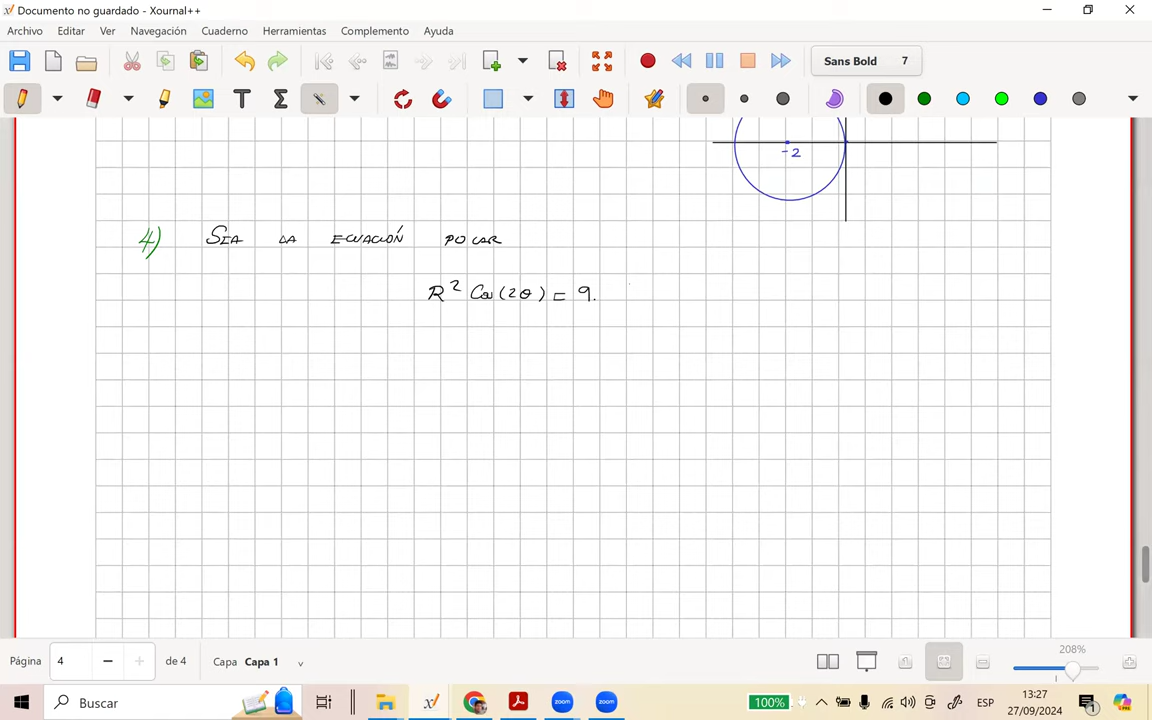 Documento no guardado - Xournal++
Archivo Editar Ver Navegación Cuaderno Herramientas Complemento Ayuda
Sans Bold 7
-2
4) SEA LA ECUACIÓN POLAR
R² Cos(2θ) = 9.
Página 4 de 4 Capa Capa 1 208%
Buscar
100% ESP 13:27
27/09/2024 1